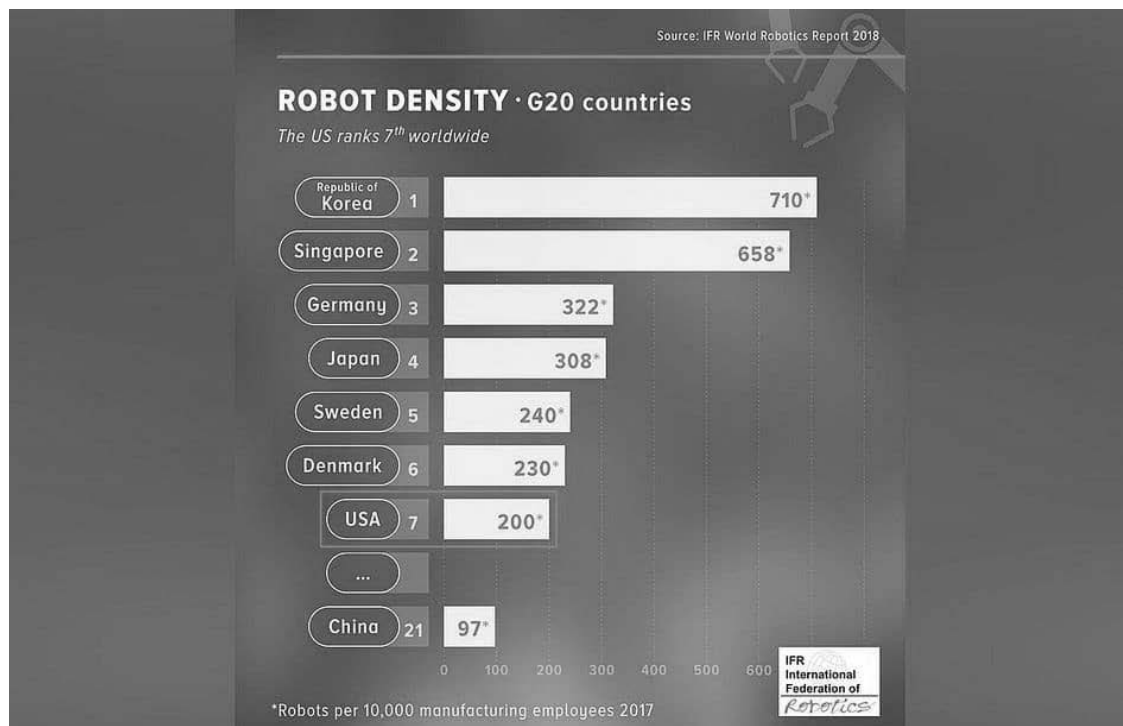 Source: IFR World Robotics Report 2018
ROBOT DENSITY · G20 countries
The US ranks 7th worldwide
Republic of
Korea 1 710*
Singapore 2 658*
Germany 3 322*
Japan 4 308*
Sweden 5 240*
Denmark 6 230*
USA 7 200*
...
China 21 97*
0 100 200 300 400 500 600
IFR
International
Federation of
Robotics
*Robots per 10,000 manufacturing employees 2017